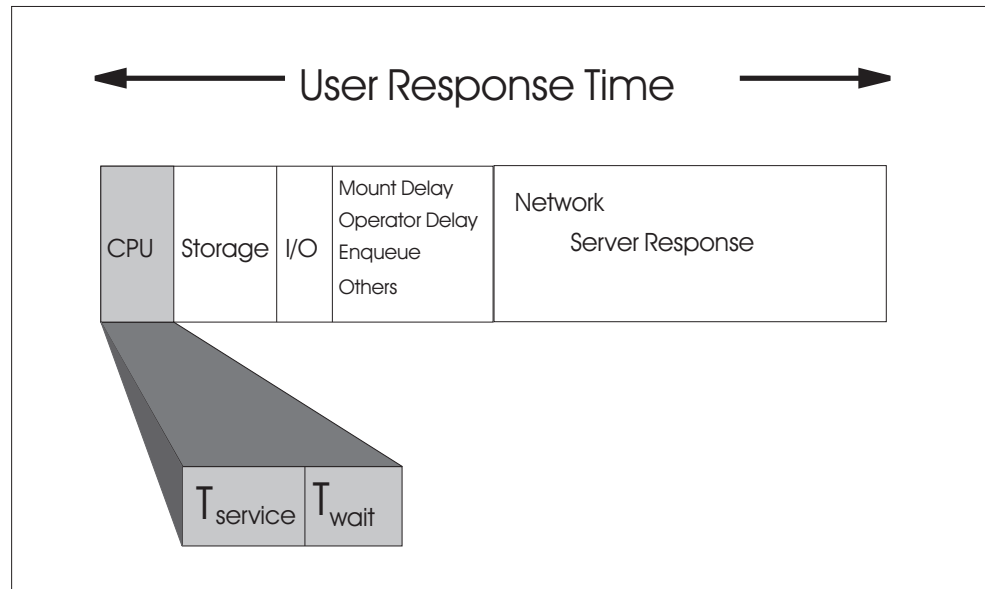 User Response Time
CPU
Storage
I/O
Mount Delay
Operator Delay
Enqueue
Others
Network
Server Response
Tservice
Twait